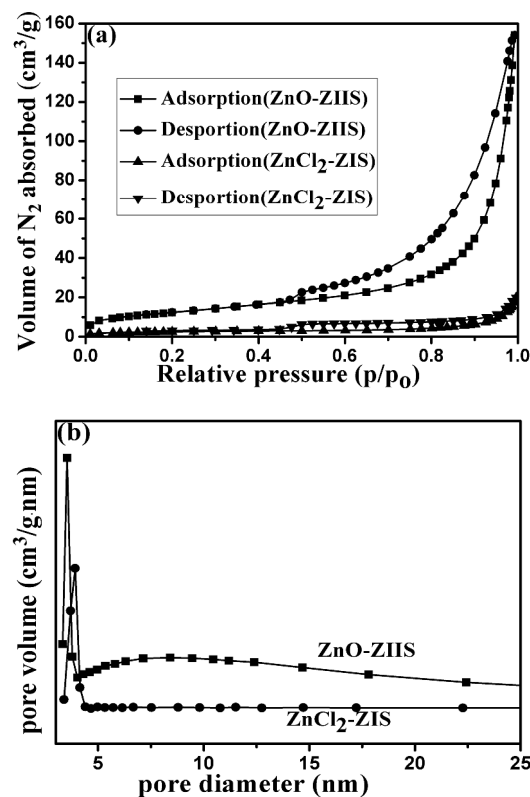 (a)
160
140
120
100
80
60
40
20
0
Volume of N2 absorbed (cm3/g)
Adsorption(ZnO-ZIIS)
Desportion(ZnO-ZIIS)
Adsorption(ZnCl2-ZIS)
Desportion(ZnCl2-ZIS)
0.0 0.2 0.4 0.6 0.8 1.0
Relative pressure (p/p0)
(b)
pore volume (cm3/g.nm)
ZnO-ZIIS
ZnCl2-ZIS
5 10 15 20 25
pore diameter (nm)